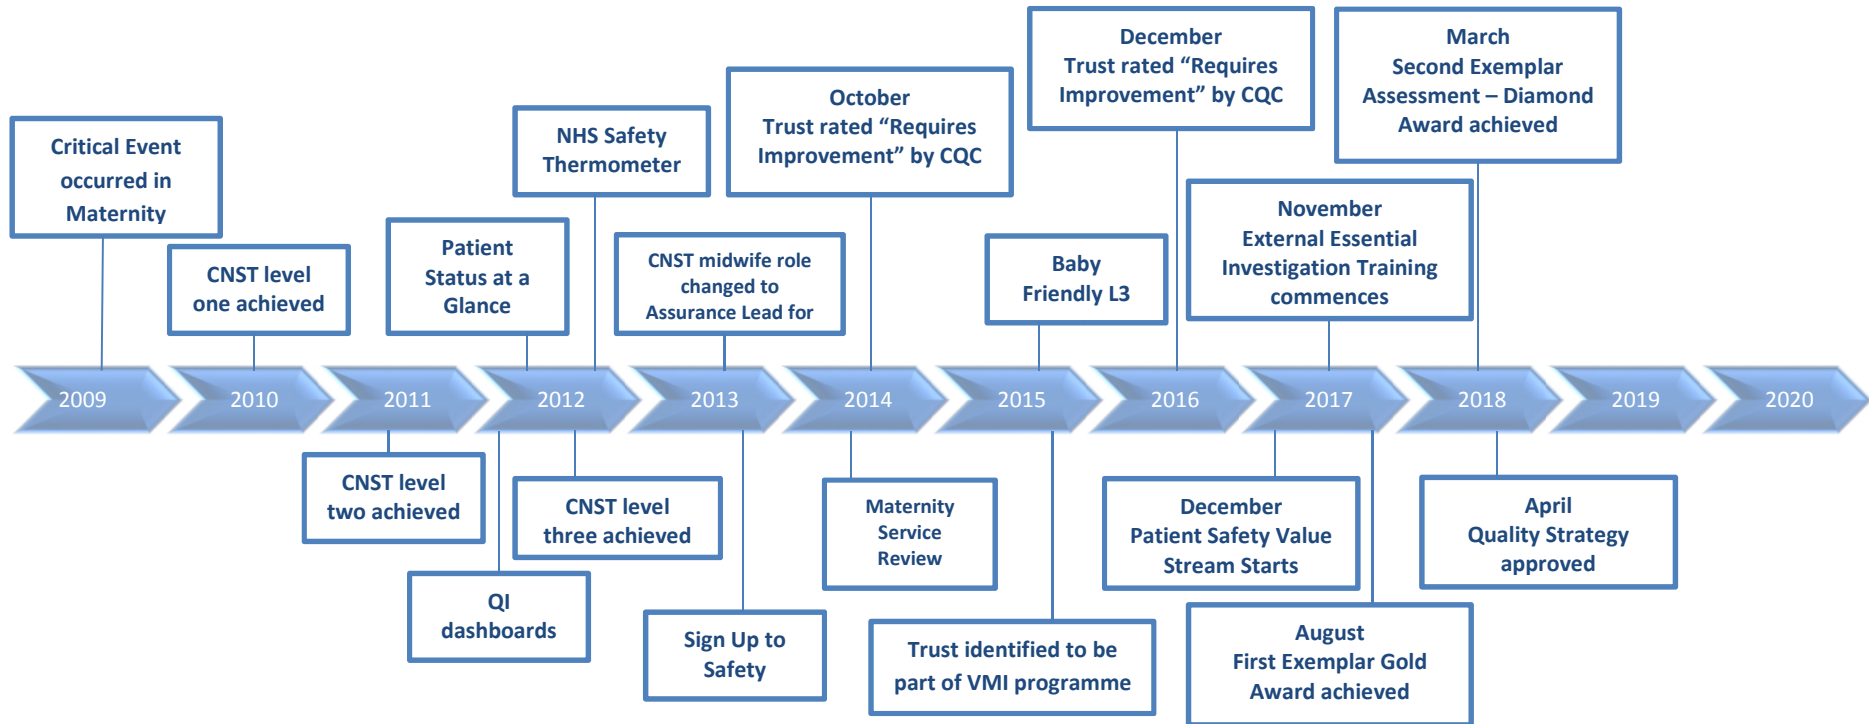 Critical Event
occurred in
Maternity
CNST level
one achieved
Patient
Status at a
Glance
NHS Safety
Thermometer
CNST midwife role
changed to
Assurance Lead for
October
Trust rated “Requires
Improvement” by CQC
Baby
Friendly L3
December
Trust rated “Requires
Improvement” by CQC
November
External Essential
Investigation Training
commences
March
Second Exemplar
Assessment – Diamond
Award achieved
2009
2010
2011
2012
2013
2014
2015
2016
2017
2018
2019
2020
CNST level
two achieved
QI
dashboards
CNST level
three achieved
Sign Up to
Safety
Maternity
Service
Review
Trust identified to be
part of VMI programme
December
Patient Safety Value
Stream Starts
August
First Exemplar Gold
Award achieved
April
Quality Strategy
approved